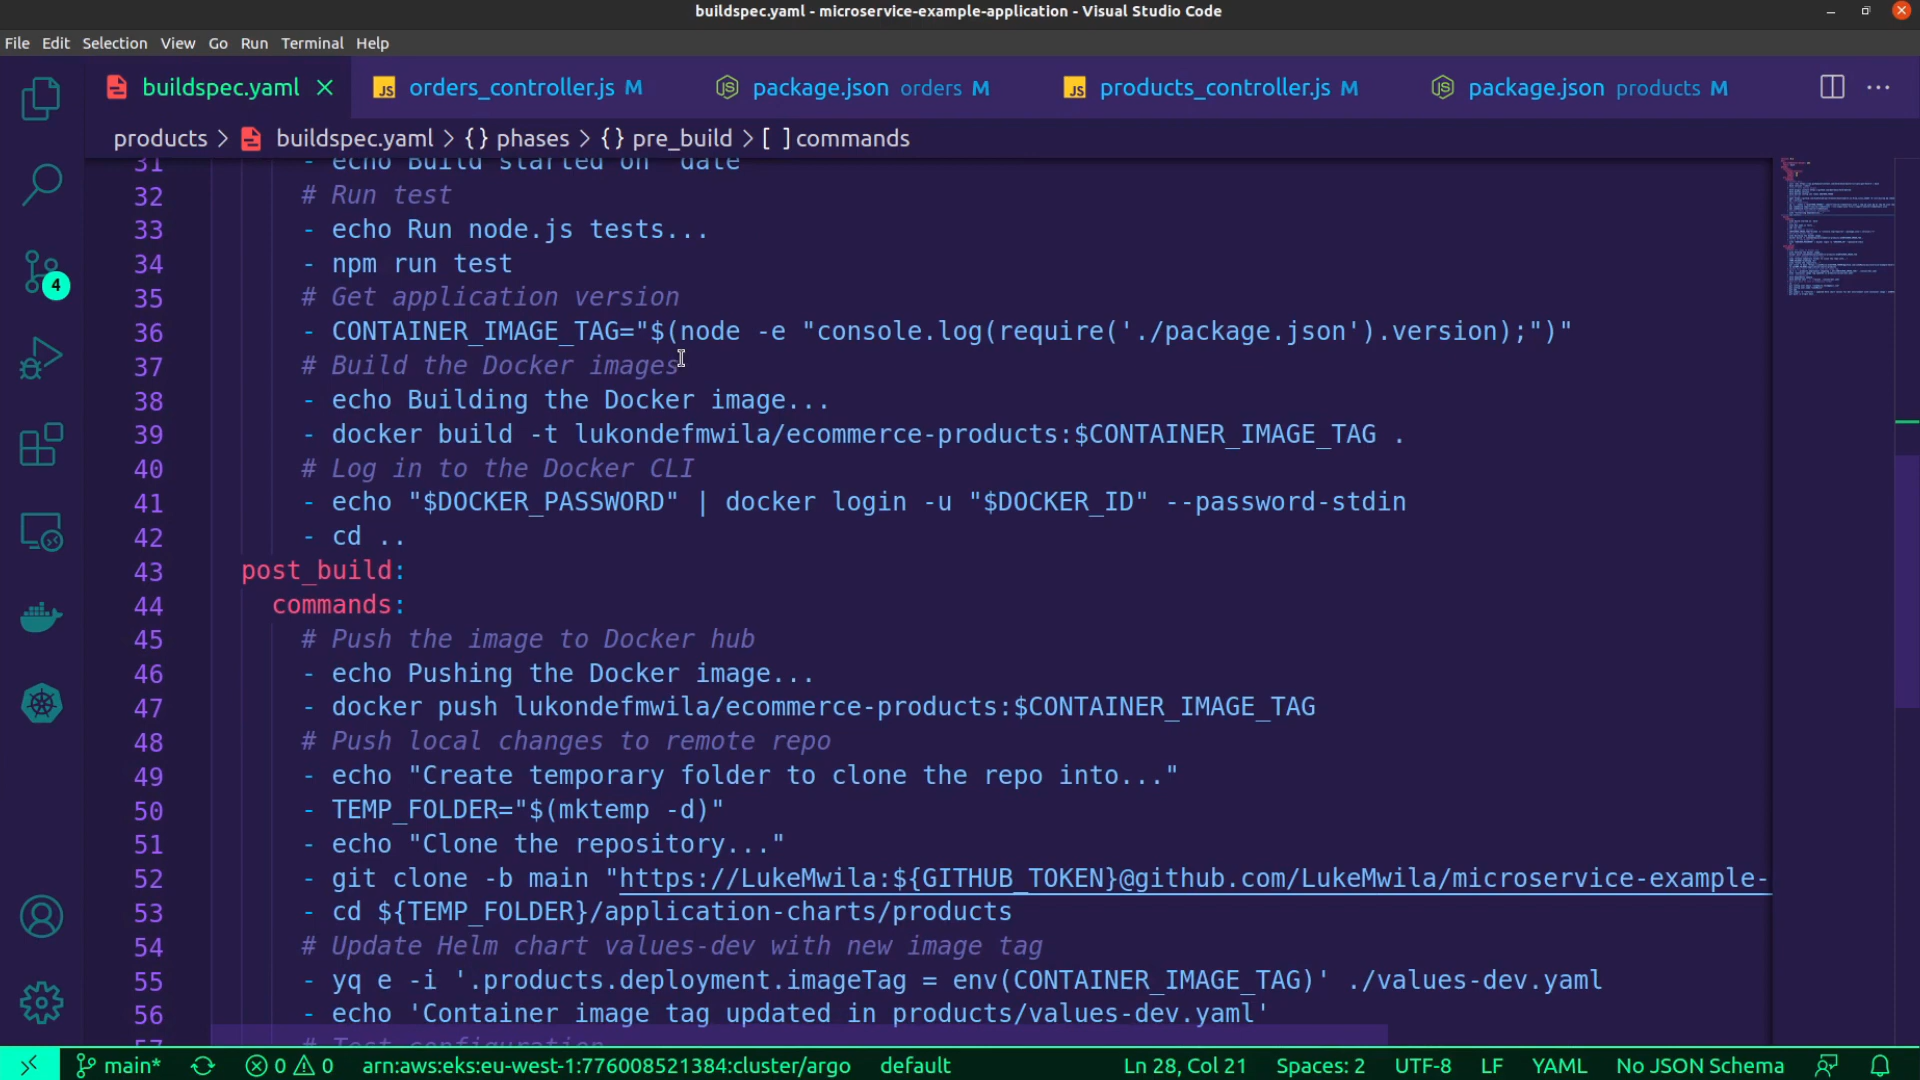 buildspec.yaml - microservice-example-application - Visual Studio Code
File Edit Selection View Go Run Terminal Help
buildspec.yaml orders_controller.js M package.json orders M products_controller.js M package.json products M
products > buildspec.yaml > {} phases > {} pre_build > [ ] commands
31 - echo Build started on `date`
32 # Run test
33 - echo Run node.js tests...
34 - npm run test
35 # Get application version
36 - CONTAINER_IMAGE_TAG="$(node -e "console.log(require('./package.json').version);")"
37 # Build the Docker images
38 - echo Building the Docker image...
39 - docker build -t lukondefmwila/ecommerce-products:$CONTAINER_IMAGE_TAG .
40 # Log in to the Docker CLI
41 - echo "$DOCKER_PASSWORD" | docker login -u "$DOCKER_ID" --password-stdin
42 - cd ..
43 post_build:
44 commands:
45 # Push the image to Docker hub
46 - echo Pushing the Docker image...
47 - docker push lukondefmwila/ecommerce-products:$CONTAINER_IMAGE_TAG
48 # Push local changes to remote repo
49 - echo "Create temporary folder to clone the repo into..."
50 - TEMP_FOLDER="$(mktemp -d)"
51 - echo "Clone the repository..."
52 - git clone -b main "https://LukeMwila:${GITHUB_TOKEN}@github.com/LukeMwila/microservice-example-
53 - cd ${TEMP_FOLDER}/application-charts/products
54 # Update Helm chart values-dev with new image tag
55 - yq e -i '.products.deployment.imageTag = env(CONTAINER_IMAGE_TAG)' ./values-dev.yaml
56 - echo 'Container image tag updated in products/values-dev.yaml'
57 # Test configuration
4
main* 0 0 arn:aws:eks:eu-west-1:776008521384:cluster/argo default Ln 28, Col 21 Spaces: 2 UTF-8 LF YAML No JSON Schema